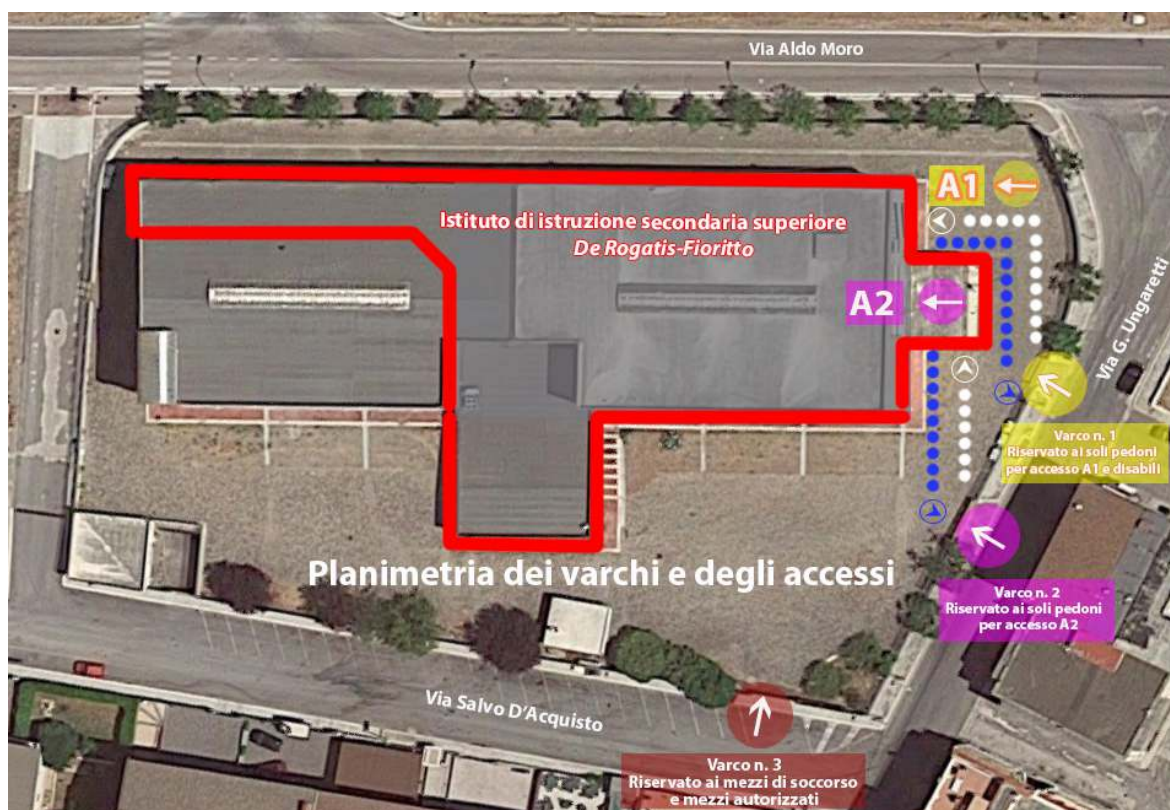 Via Aldo Moro
A1
Istituto di istruzione secondaria superiore
De Rogatis-Fioritto
A2
Via G. Ungaretti
Varco n. 1
Riservato ai soli pedoni
per accesso A1 e disabili
Planimetria dei varchi e degli accessi
Varco n. 2
Riservato ai soli pedoni
per accesso A2
Via Salvo D'Acquisto
Varco n. 3
Riservato ai mezzi di soccorso
e mezzi autorizzati